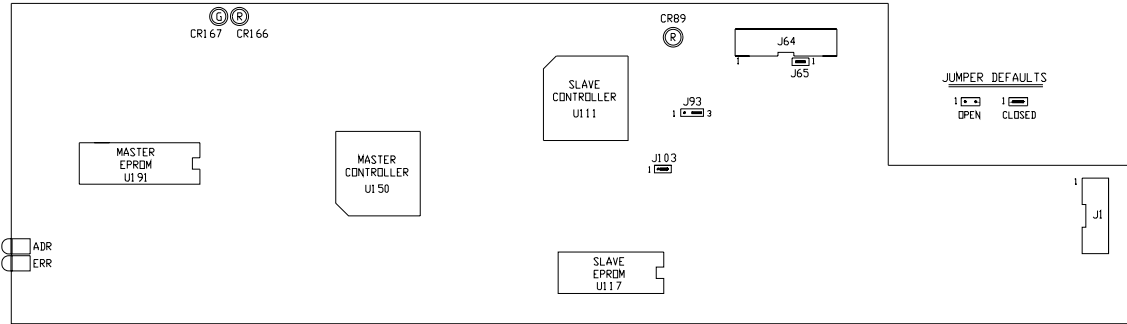 G R
CR167 CR166
CR89
R
J64
1
J65 1
SLAVE
CONTROLLER
U111
J93
1 3
JUMPER DEFAULTS
1 1
OPEN CLOSED
MASTER
EPROM
U191
MASTER
CONTROLLER
U150
J103
1
1
J1
ADR
ERR
SLAVE
EPROM
U117